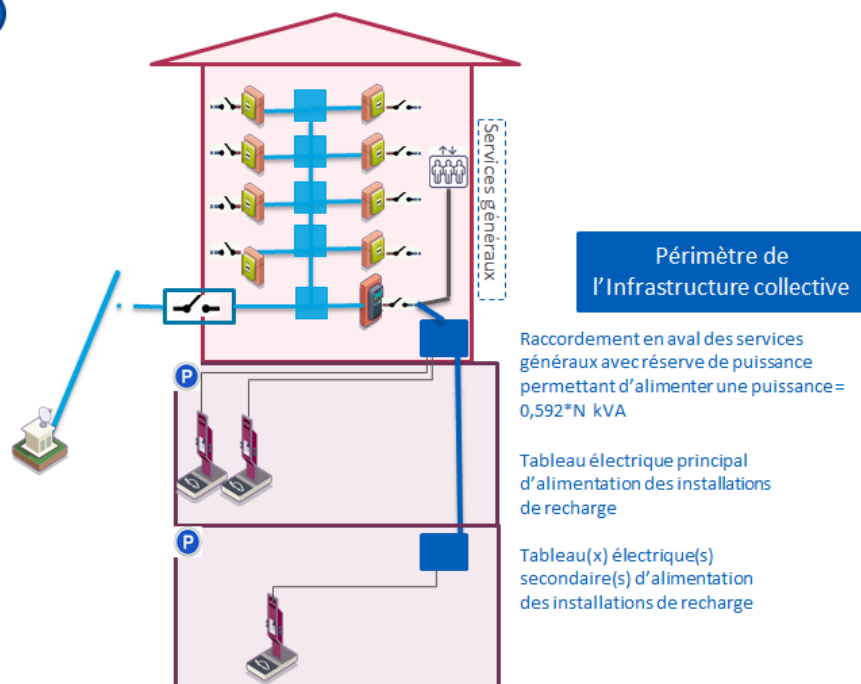 Services généraux
Périmètre de
l’Infrastructure collective
Raccordement en aval des services
généraux avec réserve de puissance
permettant d’alimenter une puissance=
0,592*N kVA
Tableau électrique principal
d’alimentation des installations
de recharge
Tableau(x) électrique(s)
secondaire(s) d’alimentation
des installations de recharge
P
P